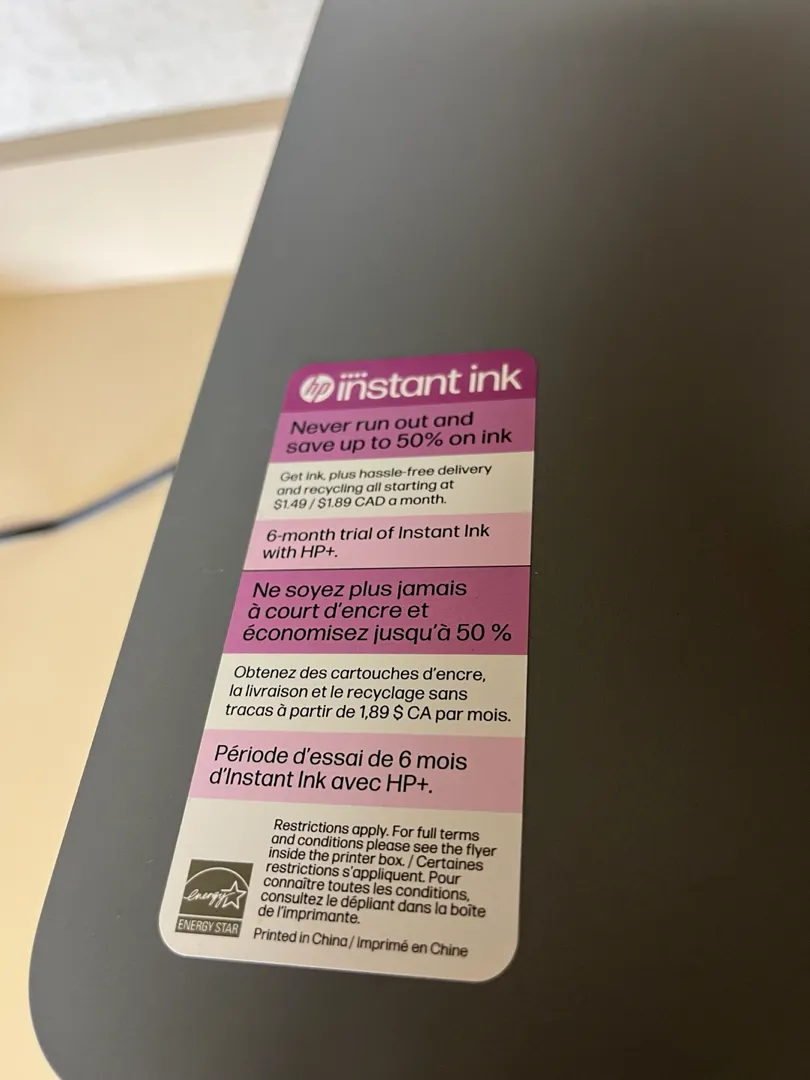 hp instant ink
Never run out and
save up to 50% on ink
Get ink, plus hassle-free delivery
and recycling all starting at
$1.49 / $1.89 CAD a month.
6-month trial of Instant Ink
with HP+.
Ne soyez plus jamais
à court d'encre et
économisez jusqu'à 50 %
Obtenez des cartouches d'encre,
la livraison et le recyclage sans
tracas à partir de 1,89 $ CA par mois.
Période d'essai de 6 mois
d'Instant Ink avec HP+.
Restrictions apply. For full terms
and conditions please see the flyer
inside the printer box. / Certaines
restrictions s'appliquent. Pour
connaître toutes les conditions,
consultez le dépliant dans la boîte
de l'imprimante.
energy
ENERGY STAR
Printed in China / Imprimé en Chine